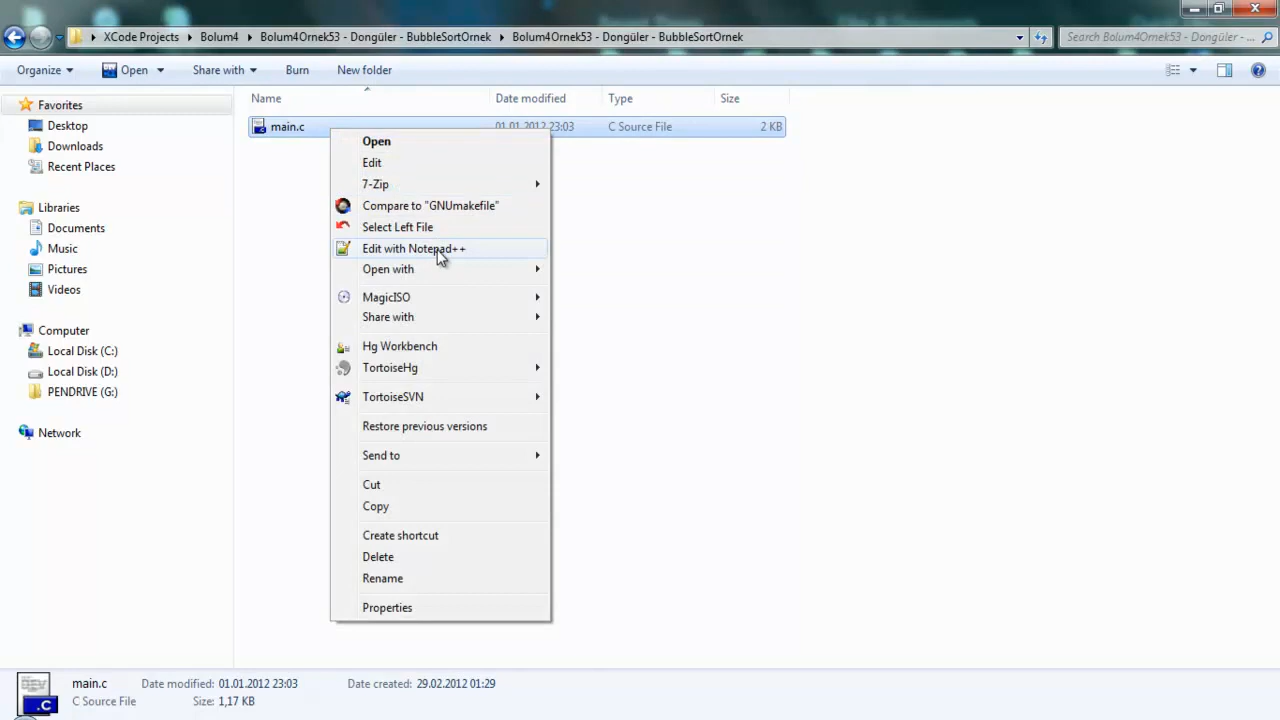 XCode Projects Bolum4 Bolum4Ornek53 - Dongüler - BubbleSortOrnek Bolum4Ornek53 - Dongüler - BubbleSortOrnek Search Bolum4Ornek53 - Dongüler -...
Organize Open Share with Burn New folder
Favorites
Desktop
Downloads
Recent Places
Libraries
Documents
Music
Pictures
Videos
Computer
Local Disk (C:)
Local Disk (D:)
PENDRIVE (G:)
Network
Name Date modified Type Size
main.c 01.01.2012 23:03 C Source File 2 KB
Open
Edit
7-Zip
Compare to "GNUmakefile"
Select Left File
Edit with Notepad++
Open with
MagicISO
Share with
Hg Workbench
TortoiseHg
TortoiseSVN
Restore previous versions
Send to
Cut
Copy
Create shortcut
Delete
Rename
Properties
main.c Date modified: 01.01.2012 23:03 Date created: 29.02.2012 01:29
C Source File Size: 1,17 KB
.C